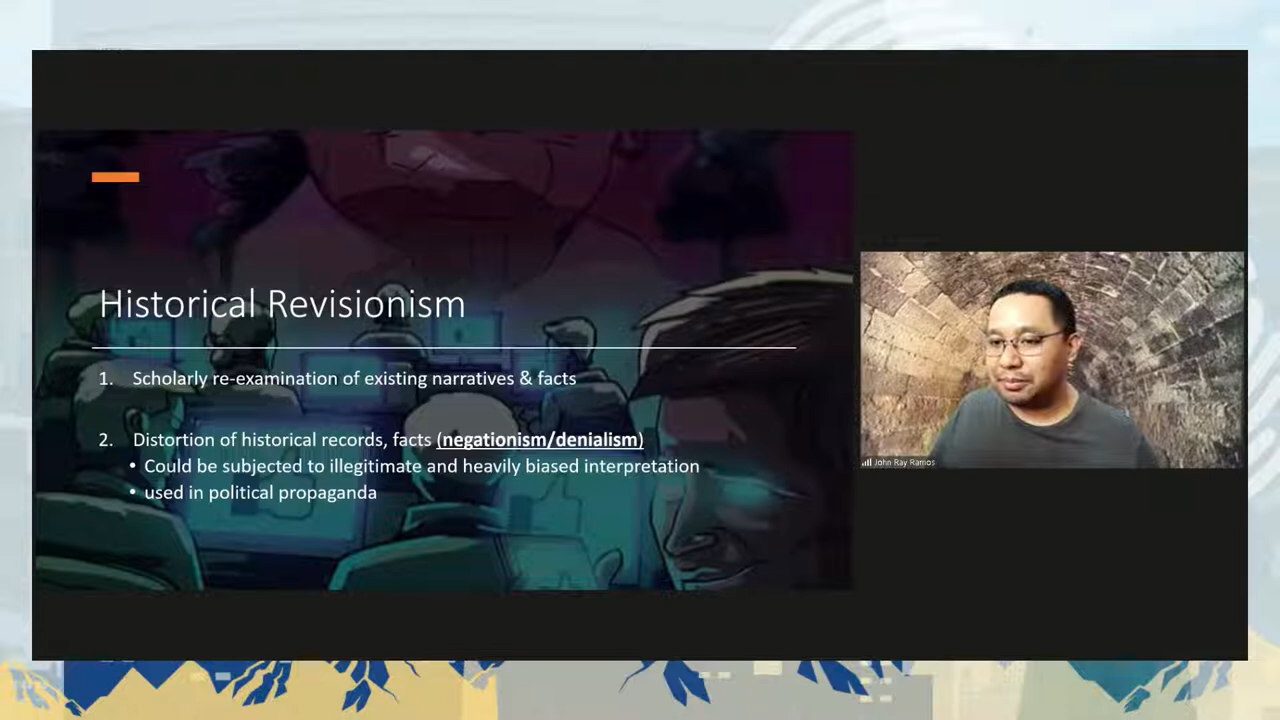 Historical Revisionism
1. Scholarly re-examination of existing narratives & facts
2. Distortion of historical records, facts (negationism/denialism)
• Could be subjected to illegitimate and heavily biased interpretation
• used in political propaganda
John Ray Ramos